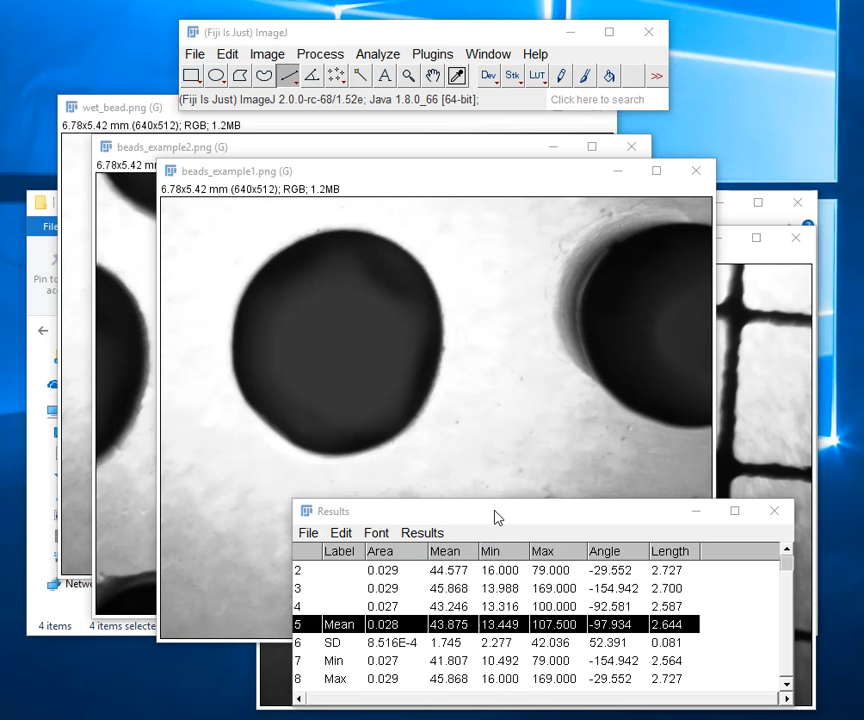 (Fiji Is Just) ImageJ
File Edit Image Process Analyze Plugins Window Help
A Dev Stk LUT >>
(Fiji Is Just) ImageJ 2.0.0-rc-68/1.52e; Java 1.8.0_66 [64-bit]; Click here to search
wet_bead.png (G)
6.78x5.42 mm (640x512); RGB; 1.2MB
beads_example2.png (G)
6.78x5.42 m
beads_example1.png (G)
6.78x5.42 mm (640x512); RGB; 1.2MB
File
Pin to
ac
Netwo
4 items 4 items selecte
Results
File Edit Font Results
Label Area Mean Min Max Angle Length
2 0.029 44.577 16.000 79.000 -29.552 2.727
3 0.029 45.868 13.988 169.000 -154.942 2.700
4 0.027 43.246 13.316 100.000 -92.581 2.587
5 Mean 0.028 43.875 13.449 107.500 -97.934 2.644
6 SD 8.516E-4 1.745 2.277 42.036 52.391 0.081
7 Min 0.027 41.807 10.492 79.000 -154.942 2.564
8 Max 0.029 45.868 16.000 169.000 -29.552 2.727